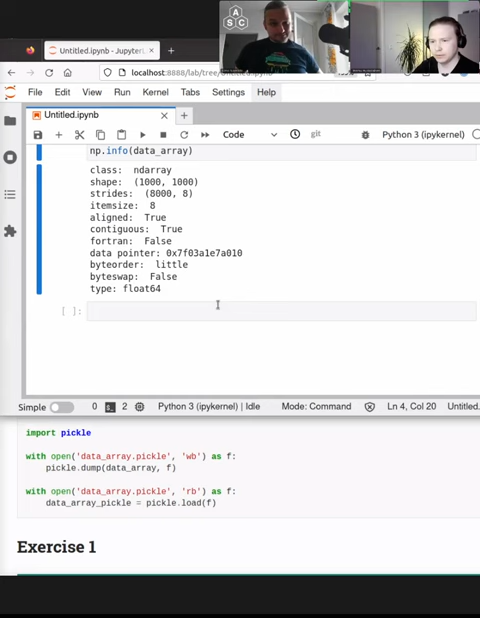 A
S C
Untitled.ipynb - JupyterL
localhost:8888/lab/tree/Untitled.ipynb
File Edit View Run Kernel Tabs Settings Help
Untitled.ipynb
Code git Python 3 (ipykernel)
np.info(data_array)
class: ndarray
shape: (1000, 1000)
strides: (8000, 8)
itemsize: 8
aligned: True
contiguous: True
fortran: False
data pointer: 0x7f03a1e7a010
byteorder: little
byteswap: False
type: float64
[ ]:
Simple 0 2 Python 3 (ipykernel) | Idle Mode: Command Ln 4, Col 20 Untitled.
import pickle
with open('data_array.pickle', 'wb') as f:
pickle.dump(data_array, f)
with open('data_array.pickle', 'rb') as f:
data_array_pickle = pickle.load(f)
Exercise 1